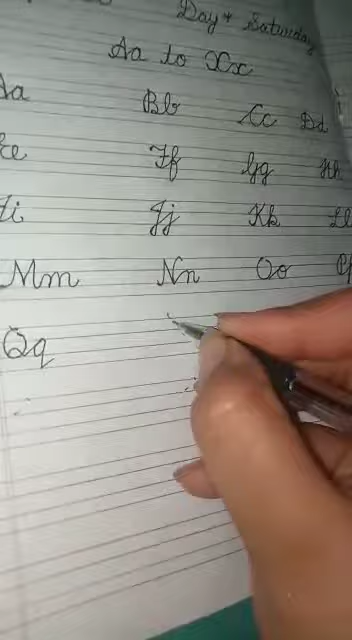 Day * Saturday
Aa to Xx
Aa Bb Cc Dd
Ee Ff Gg Hh
Ii Jj Kk Ll
Mm Nn Oo P
Qq